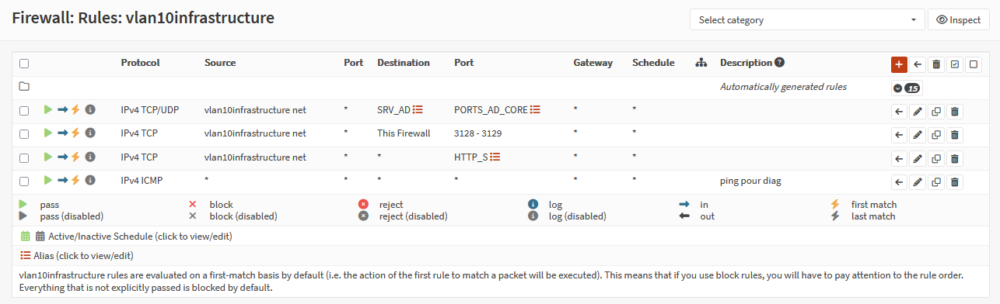 Firewall: Rules: vlan10infrastructure
Select category
Inspect
Protocol Source Port Destination Port Gateway Schedule Description
Automatically generated rules 15
IPv4 TCP/UDP vlan10infrastructure net * SRV_AD PORTS_AD_CORE * *
IPv4 TCP vlan10infrastructure net * This Firewall 3128 - 3129 * *
IPv4 TCP vlan10infrastructure net * * HTTP_S * *
IPv4 ICMP * * * * * * ping pour diag
pass block reject log in first match
pass (disabled) block (disabled) reject (disabled) log (disabled) out last match
Active/Inactive Schedule (click to view/edit)
Alias (click to view/edit)
vlan10infrastructure rules are evaluated on a first-match basis by default (i.e. the action of the first rule to match a packet will be executed). This means that if you use block rules, you will have to pay attention to the rule order.
Everything that is not explicitly passed is blocked by default.